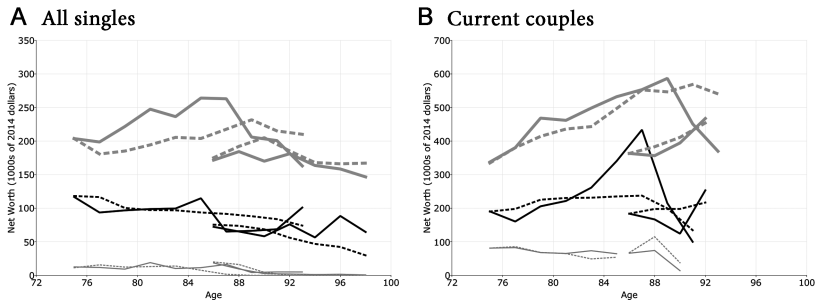 A All singles
Net Worth (1000s of 2014 dollars)
350
300
250
200
150
100
50
0
72 76 80 84 88 92 96 100
Age
B Current couples
Net Worth (1000s of 2014 dollars)
700
600
500
400
300
200
100
0
72 76 80 84 88 92 96 100
Age